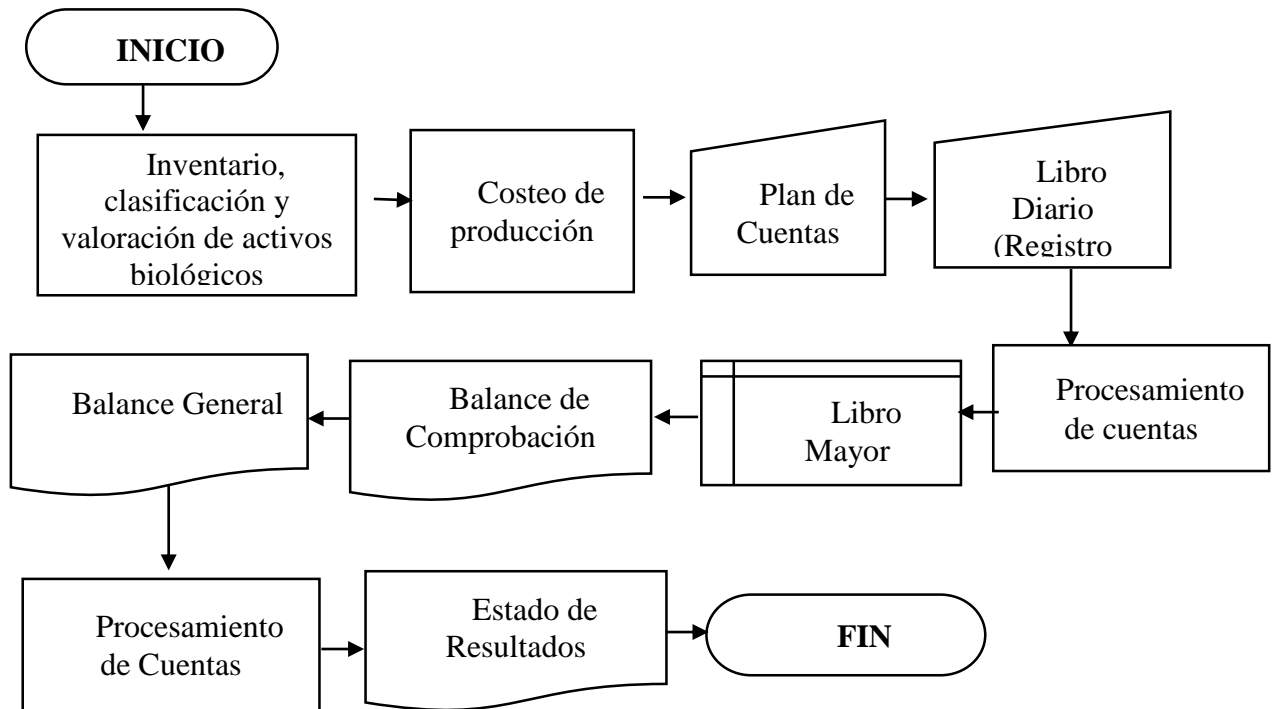 INICIO
Inventario,
clasificación y
valoración de activos
biológicos
Costeo de
producción
Plan de
Cuentas
Libro
Diario
(Registro
Procesamiento
de cuentas
Libro
Mayor
Balance de
Comprobación
Balance General
Procesamiento
de Cuentas
Estado de
Resultados
FIN